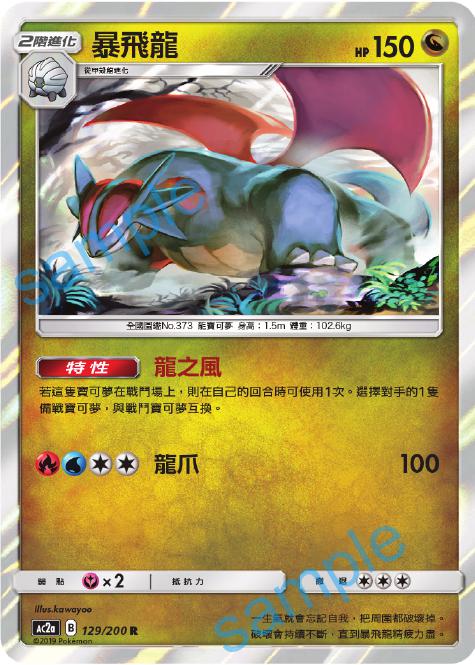 2階進化
暴飛龍
HP 150
從甲殼龍進化
全國圖鑑No.373 龍寶可夢 身高：1.5m 體重：102.6kg
特性 龍之風
若這隻寶可夢在戰鬥場上，則在自己的回合時可使用1次。選擇對手的1隻
備戰寶可夢，與戰鬥寶可夢互換。
龍爪 100
弱點 ×2 抵抗力 撤退
illus.kawayoo
AC2a B 129/200 R
©2019 Pokémon
一生氣就會忘記自我，把周圍都破壞掉。
破壞會持續不斷，直到暴飛龍精疲力盡。
sample
sample